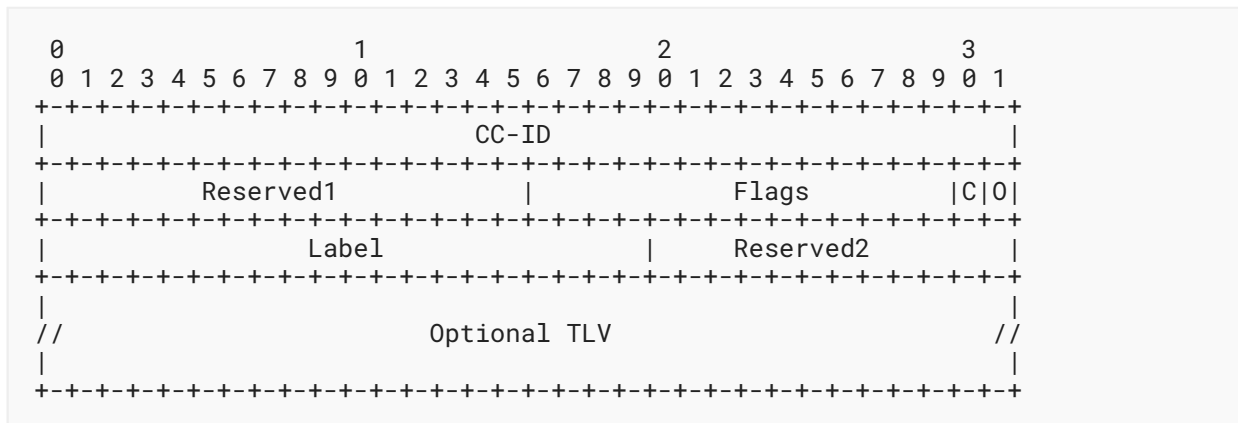 0                   1                   2                   3
 0 1 2 3 4 5 6 7 8 9 0 1 2 3 4 5 6 7 8 9 0 1 2 3 4 5 6 7 8 9 0 1
+-+-+-+-+-+-+-+-+-+-+-+-+-+-+-+-+-+-+-+-+-+-+-+-+-+-+-+-+-+-+-+-+
|                            CC-ID                              |
+-+-+-+-+-+-+-+-+-+-+-+-+-+-+-+-+-+-+-+-+-+-+-+-+-+-+-+-+-+-+-+-+
|          Reserved1            |             Flags         |C|O|
+-+-+-+-+-+-+-+-+-+-+-+-+-+-+-+-+-+-+-+-+-+-+-+-+-+-+-+-+-+-+-+-+
|                 Label                 |     Reserved2         |
+-+-+-+-+-+-+-+-+-+-+-+-+-+-+-+-+-+-+-+-+-+-+-+-+-+-+-+-+-+-+-+-+
|                                                               |
//                        Optional TLV                         //
|                                                               |
+-+-+-+-+-+-+-+-+-+-+-+-+-+-+-+-+-+-+-+-+-+-+-+-+-+-+-+-+-+-+-+-+